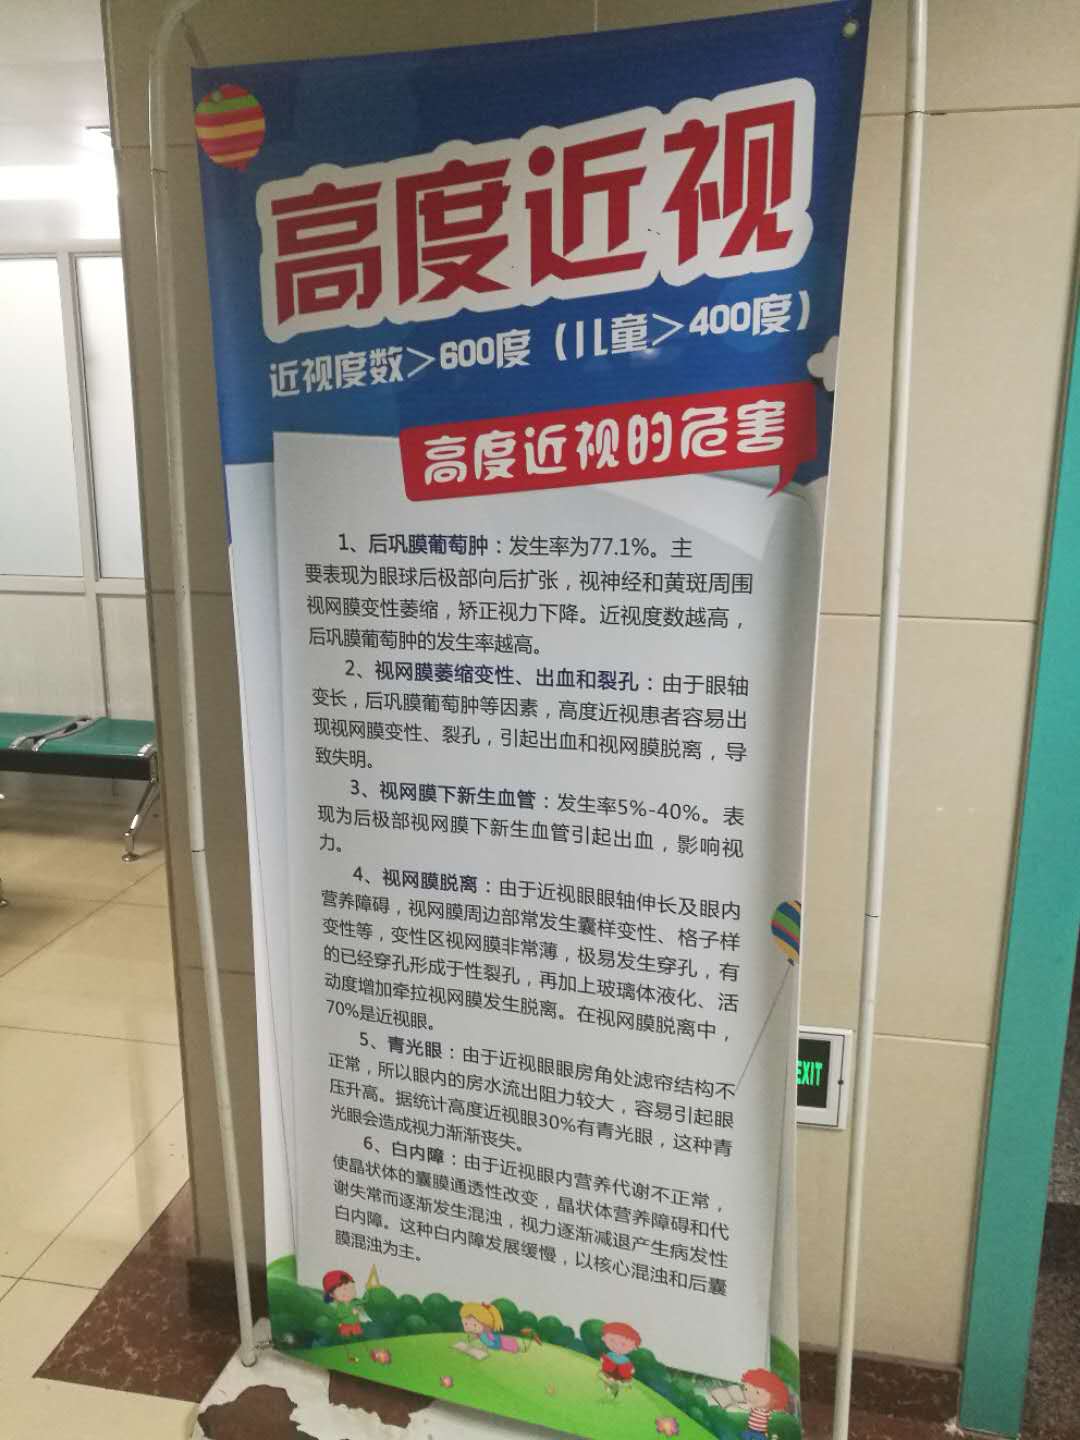 高度近视
近视度数>600度（儿童>400度）
高度近视的危害
1、后巩膜葡萄肿：发生率为77.1%。主
要表现为眼球后极部向后扩张，视神经和黄斑周围
视网膜变性萎缩，矫正视力下降。近视度数越高，
后巩膜葡萄肿的发生率越高。
2、视网膜萎缩变性、出血和裂孔：由于眼轴
变长，后巩膜葡萄肿等因素，高度近视患者容易出
现视网膜变性、裂孔，引起出血和视网膜脱离，导
致失明。
3、视网膜下新生血管：发生率5%-40%。表
现为后极部视网膜下新生血管引起出血，影响视
力。
4、视网膜脱离：由于近视眼眼轴伸长及眼内
营养障碍，视网膜周边部常发生囊样变性、格子样
变性等，变性区视网膜非常薄，极易发生穿孔，有
的已经穿孔形成于性裂孔，再加上玻璃体液化、活
动度增加牵拉视网膜发生脱离。在视网膜脱离中，
70%是近视眼。
5、青光眼：由于近视眼眼房角处滤帘结构不
正常，所以眼内的房水流出阻力较大，容易引起眼
压升高。据统计高度近视眼30%有青光眼，这种青
光眼会造成视力渐渐丧失。
6、白内障：由于近视眼内营养代谢不正常，
使晶状体的囊膜通透性改变，晶状体营养障碍和代
谢失常而逐渐发生混浊，视力逐渐减退产生病发性
白内障。这种白内障发展缓慢，以核心混浊和后囊
膜混浊为主。
EXIT